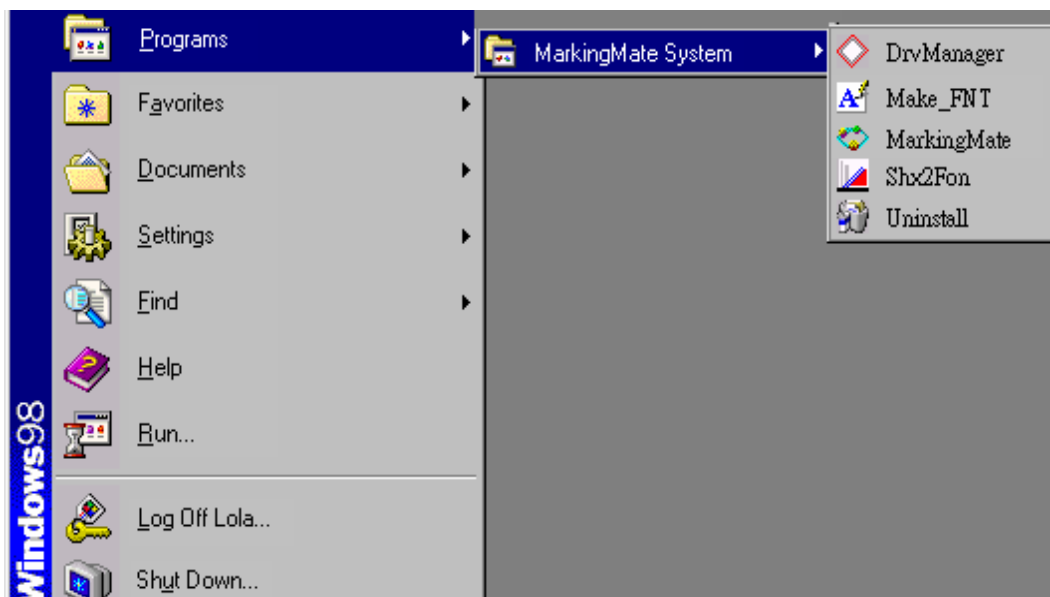 Programs
Favorites
Documents
Settings
Find
Help
Run...
Log Off Lola...
Shut Down...
Windows98
MarkingMate System
DrvManager
Make_FNT
MarkingMate
Shx2Fon
Uninstall